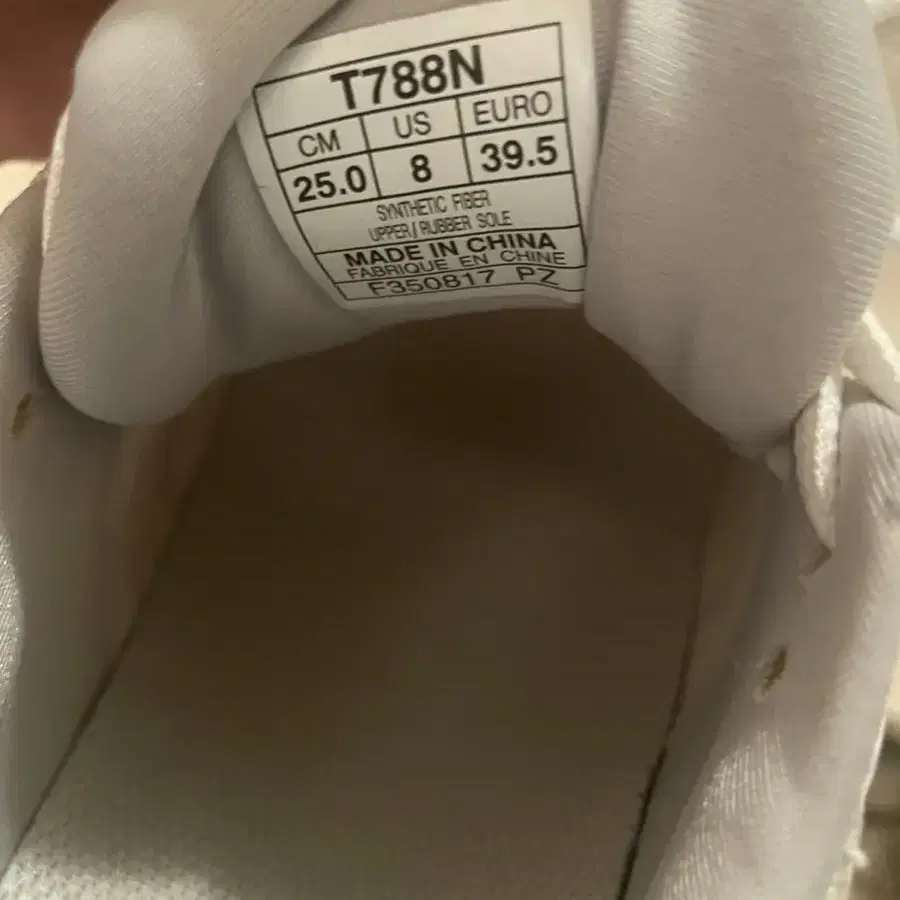 T788N
CM US EURO
25.0 8 39.5
SYNTHETIC FIBER
UPPER/RUBBER SOLE
MADE IN CHINA
FABRIQUE EN CHINE
F350817 PZ